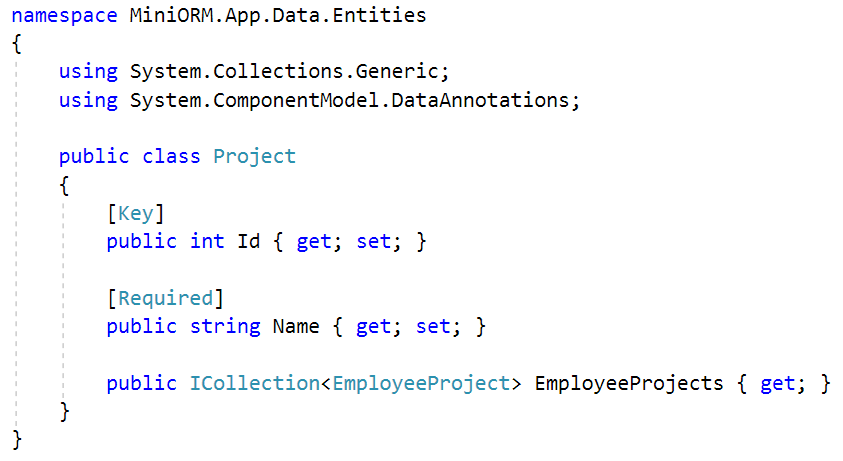 namespace MiniORM.App.Data.Entities
{
    using System.Collections.Generic;
    using System.ComponentModel.DataAnnotations;

    public class Project
    {
        [Key]
        public int Id { get; set; }

        [Required]
        public string Name { get; set; }

        public ICollection<EmployeeProject> EmployeeProjects { get; }
    }
}